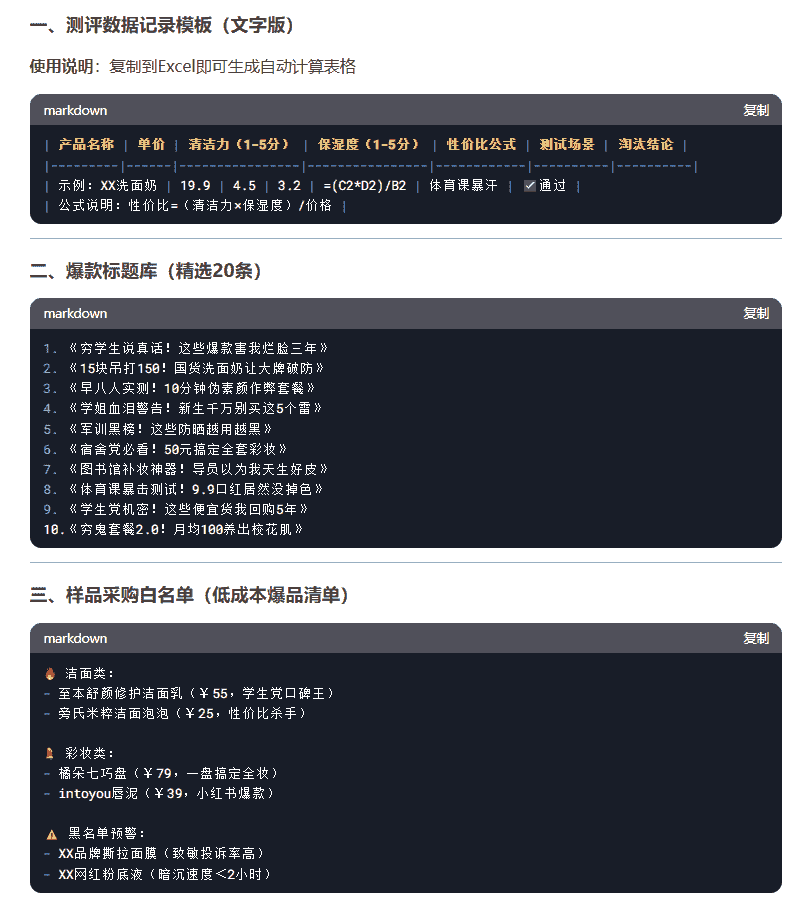 一、测评数据记录模板（文字版）
使用说明：复制到Excel即可生成自动计算表格
markdown 复制
| 产品名称 | 单价 | 清洁力（1-5分） | 保湿度（1-5分） | 性价比公式 | 测试场景 | 淘汰结论 |
|---------|------|----------------|----------------|------------|----------|----------|
| 示例：XX洗面奶 | 19.9 | 4.5 | 3.2 | =(C2*D2)/B2 | 体育课暴汗 | ✅通过 |
| 公式说明：性价比=（清洁力×保湿度）/价格 |
二、爆款标题库（精选20条）
markdown 复制
1. 《穷学生说真话！这些爆款害我烂脸三年》
2. 《15块吊打150！国货洗面奶让大牌破防》
3. 《早八人实测！10分钟伪素颜作弊套餐》
4. 《学姐血泪警告！新生千万别买这5个雷》
5. 《军训黑榜！这些防晒越用越黑》
6. 《宿舍党必看！50元搞定全套彩妆》
7. 《图书馆补妆神器！导员以为我天生好皮》
8. 《体育课暴击测试！9.9口红居然没掉色》
9. 《学生党机密！这些便宜货我回购5年》
10.《穷鬼套餐2.0！月均100养出校花肌》
三、样品采购白名单（低成本爆品清单）
markdown 复制
🔥 洁面类：
- 至本舒颜修护洁面乳（￥55，学生党口碑王）
- 旁氏米粹洁面泡泡（￥25，性价比杀手）
💄 彩妆类：
- 橘朵七巧盘（￥79，一盘搞定全妆）
- intoyou唇泥（￥39，小红书爆款）
⚠️ 黑名单预警：
- XX品牌撕拉面膜（致敏投诉率高）
- XX网红粉底液（暗沉速度＜2小时）